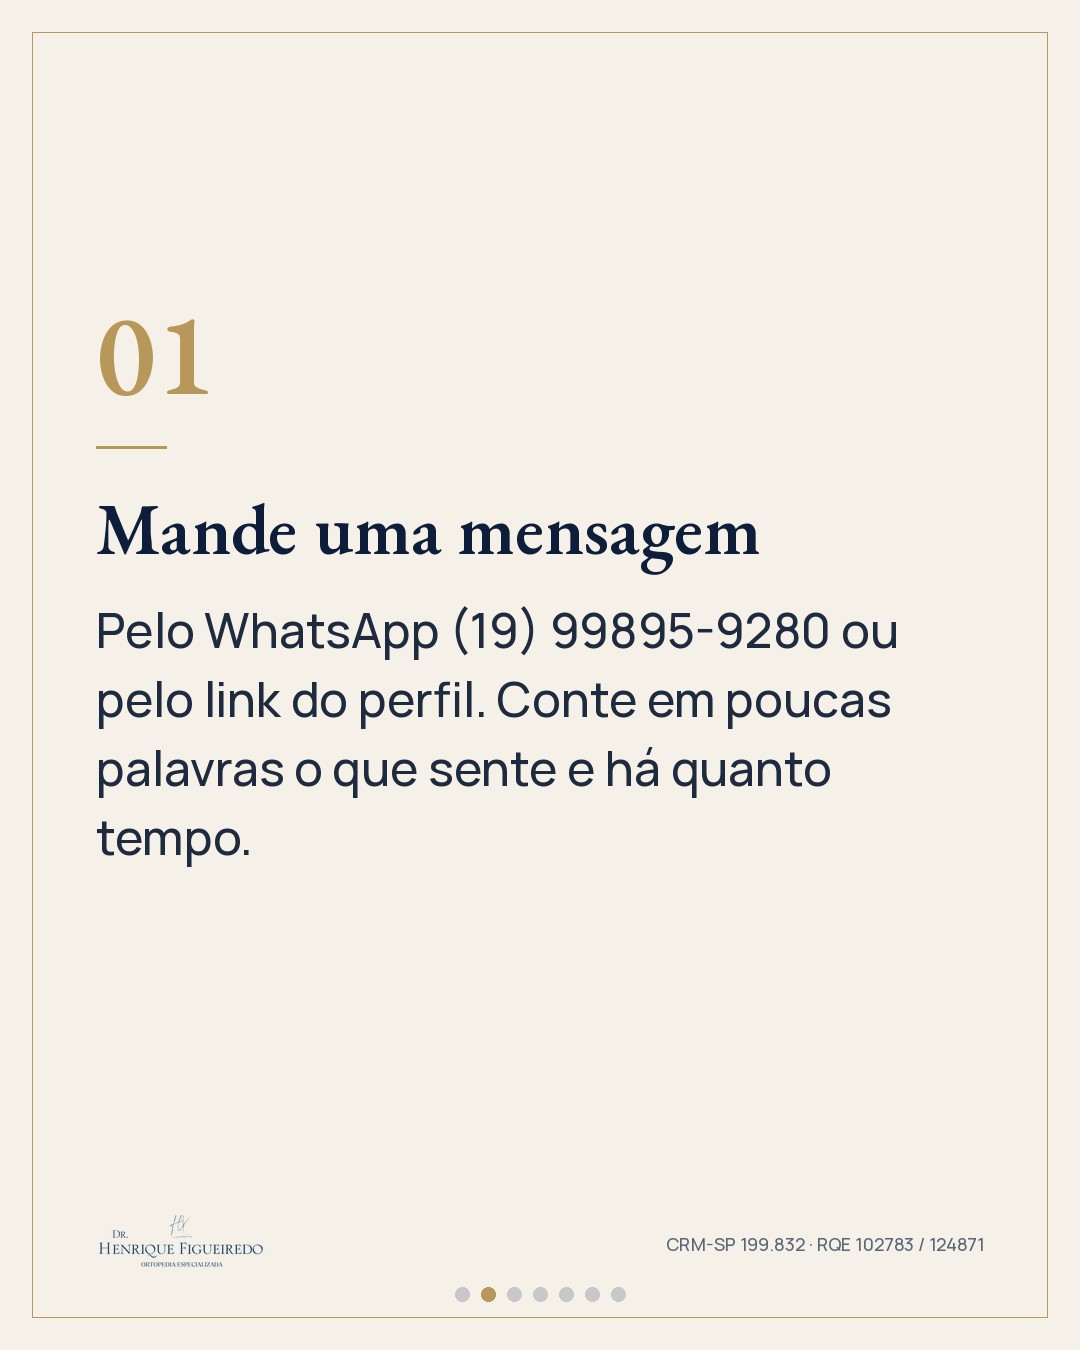 01
Mande uma mensagem
Pelo WhatsApp (19) 99895-9280 ou
pelo link do perfil. Conte em poucas
palavras o que sente e há quanto
tempo.
DR.
HENRIQUE FIGUEIREDO
ORTOPEDIA ESPECIALIZADA
CRM-SP 199.832 · RQE 102783 / 124871